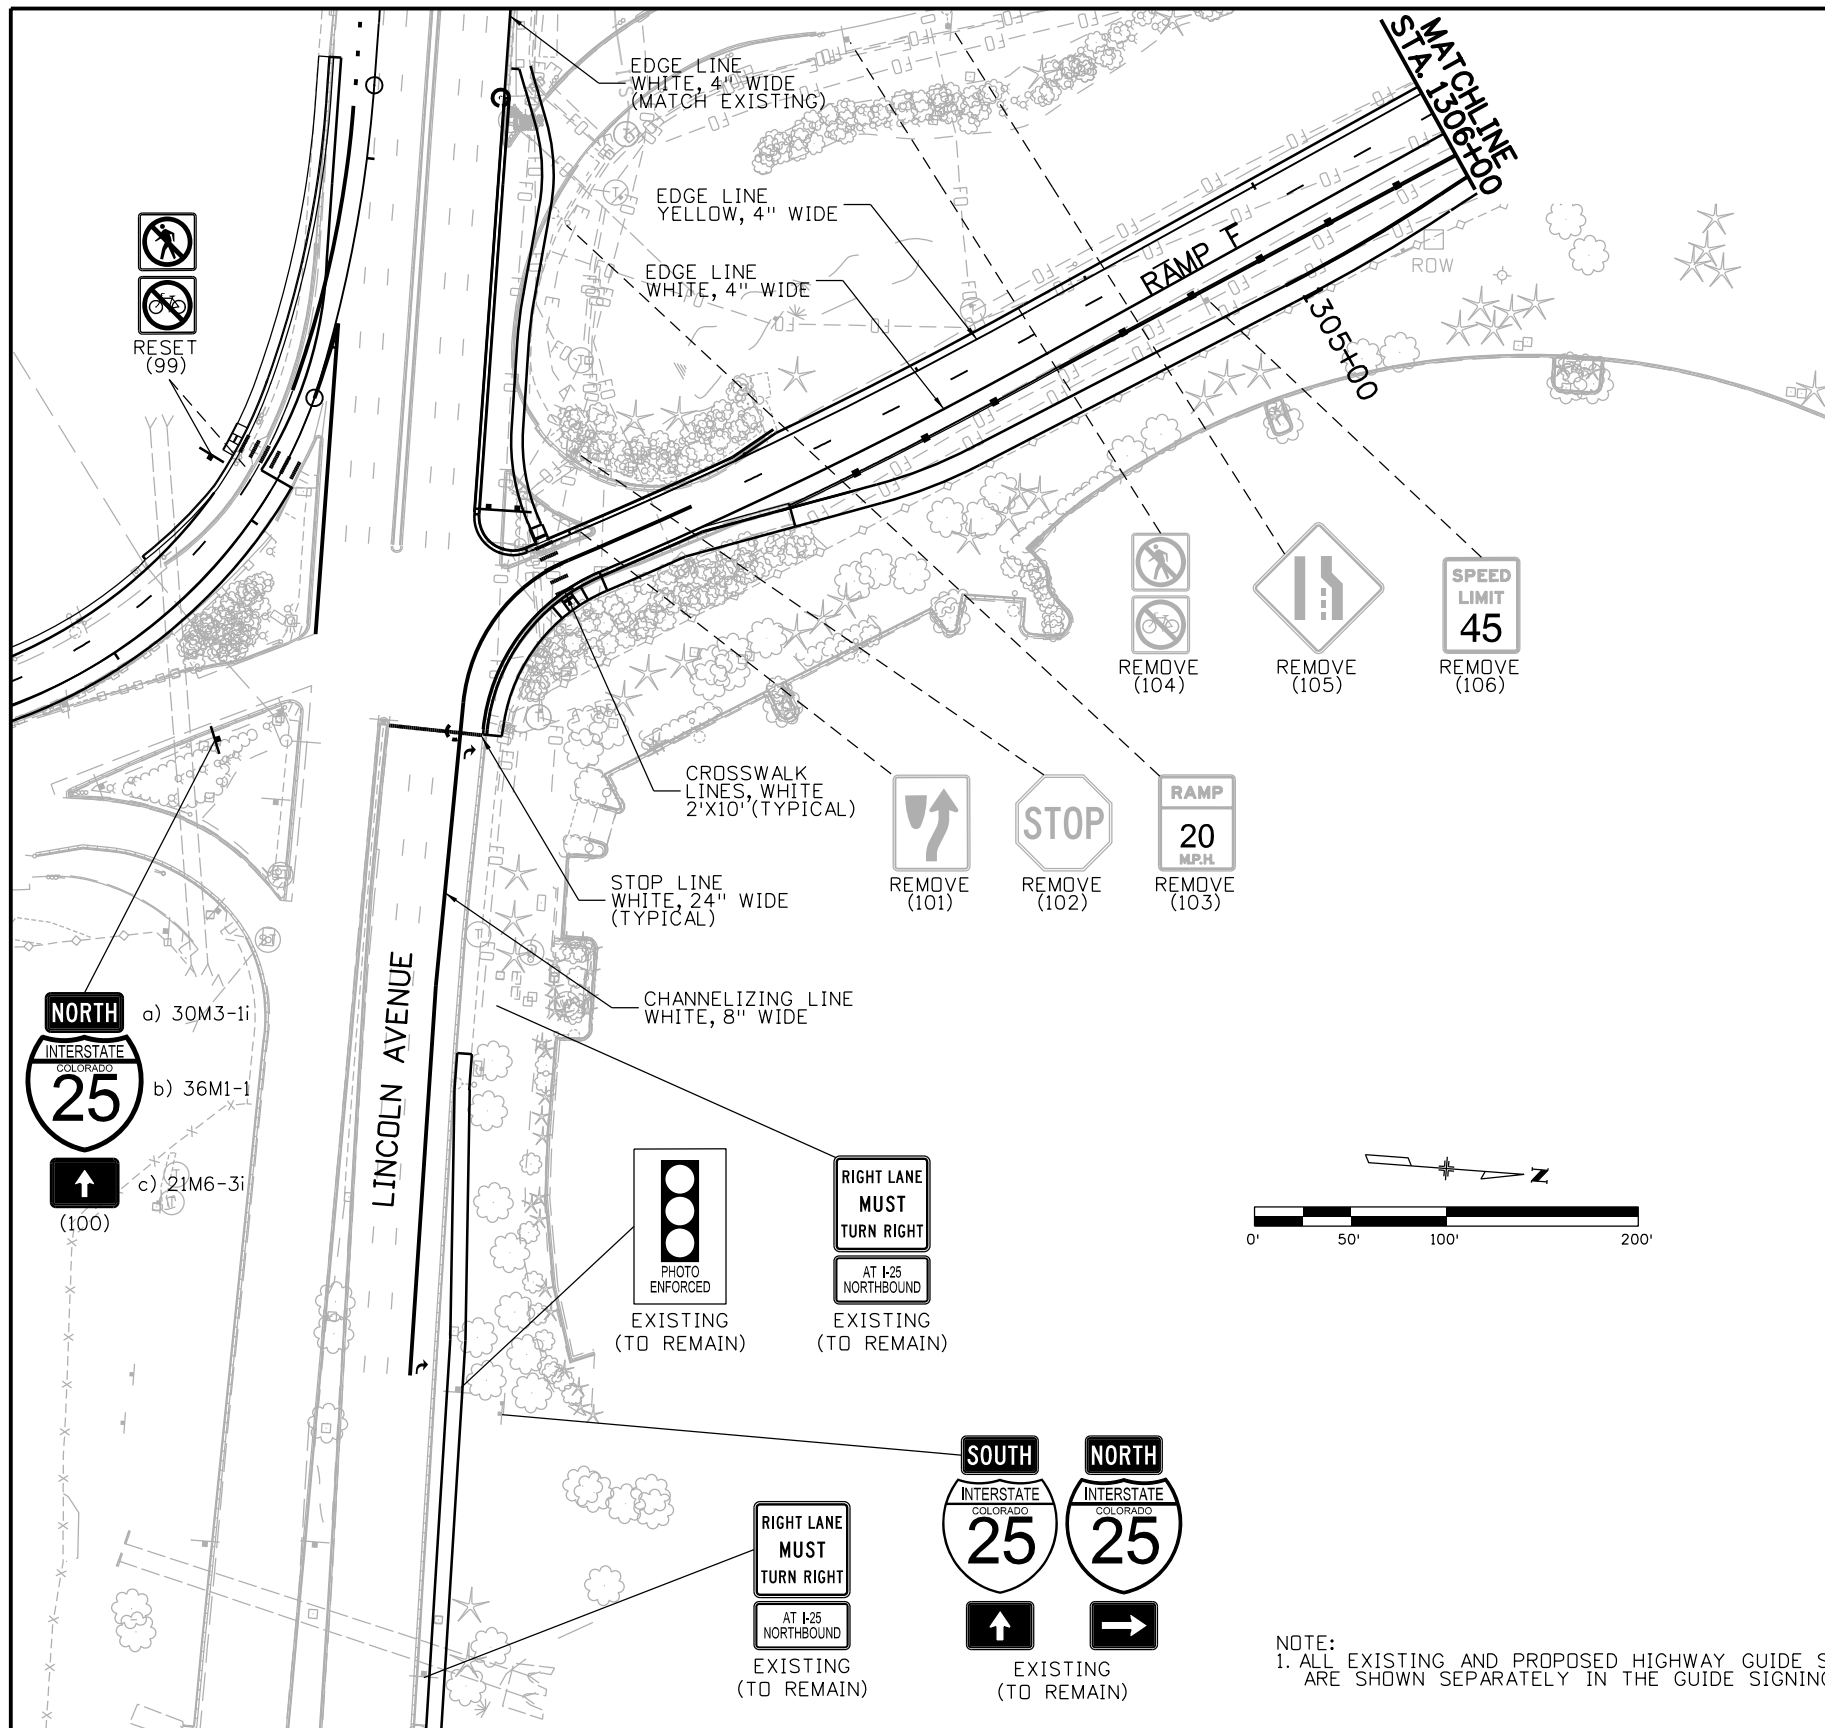 EDGE LINE
WHITE, 4" WIDE
(MATCH EXISTING)
MATCHLINE
STA. 1306+00
EDGE LINE
YELLOW, 4" WIDE
EDGE LINE
WHITE, 4" WIDE
RAMP F
ROW
1305+00
RESET
(99)
REMOVE
(104)
REMOVE
(105)
SPEED
LIMIT
45
REMOVE
(106)
CROSSWALK
LINES, WHITE
2'X10' (TYPICAL)
REMOVE
(101)
STOP
REMOVE
(102)
RAMP
20
M.P.H.
REMOVE
(103)
STOP LINE
WHITE, 24" WIDE
(TYPICAL)
CHANNELIZING LINE
WHITE, 8" WIDE
LINCOLN AVENUE
NORTH
a) 30M3-1i
INTERSTATE
COLORADO
25
b) 36M1-1
c) 21M6-3i
(100)
PHOTO
ENFORCED
EXISTING
(TO REMAIN)
RIGHT LANE
MUST
TURN RIGHT
AT I-25
NORTHBOUND
EXISTING
(TO REMAIN)
N
0' 50' 100' 200'
SOUTH
INTERSTATE
COLORADO
25
NORTH
INTERSTATE
COLORADO
25
EXISTING
(TO REMAIN)
RIGHT LANE
MUST
TURN RIGHT
AT I-25
NORTHBOUND
EXISTING
(TO REMAIN)
NOTE:
1. ALL EXISTING AND PROPOSED HIGHWAY GUIDE S
ARE SHOWN SEPARATELY IN THE GUIDE SIGNING